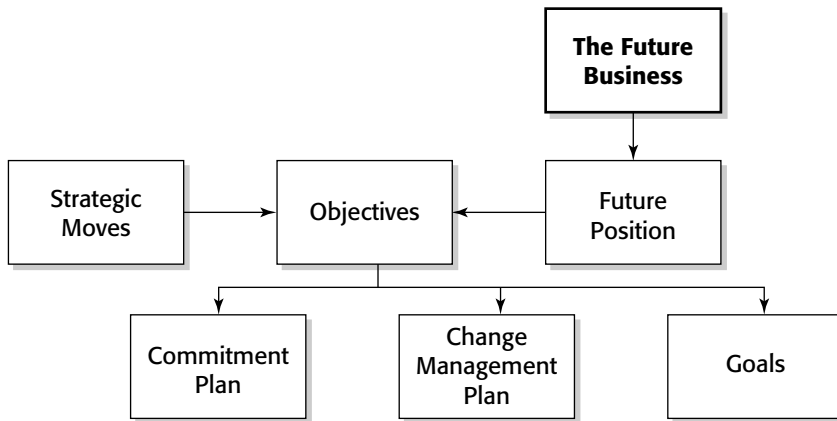 The Future
Business
Strategic
Moves
Objectives
Future
Position
Commitment
Plan
Change
Management
Plan
Goals